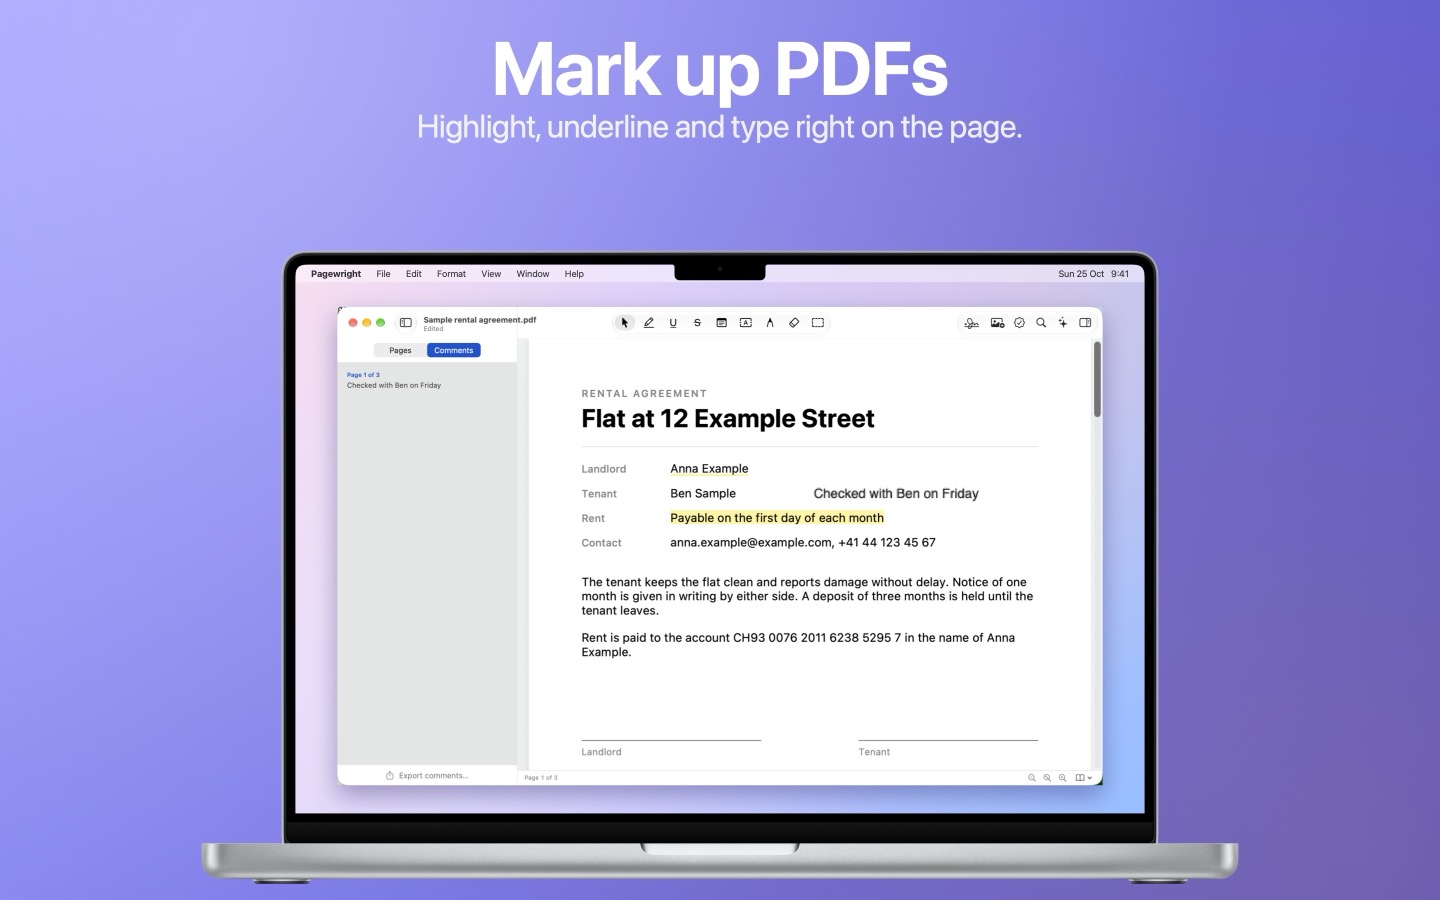 Mark up PDFs
Highlight, underline and type right on the page.
Pagewright File Edit Format View Window Help
Sun 25 Oct 9:41
Sample rental agreement.pdf
Edited
Pages Comments
Page 1 of 3
Checked with Ben on Friday
RENTAL AGREEMENT
Flat at 12 Example Street
Landlord Anna Example
Tenant Ben Sample Checked with Ben on Friday
Rent Payable on the first day of each month
Contact anna.example@example.com, +41 44 123 45 67
The tenant keeps the flat clean and reports damage without delay. Notice of one
month is given in writing by either side. A deposit of three months is held until the
tenant leaves.
Rent is paid to the account CH93 0076 2011 6238 5295 7 in the name of Anna
Example.
Landlord Tenant
Export comments...
Page 1 of 3